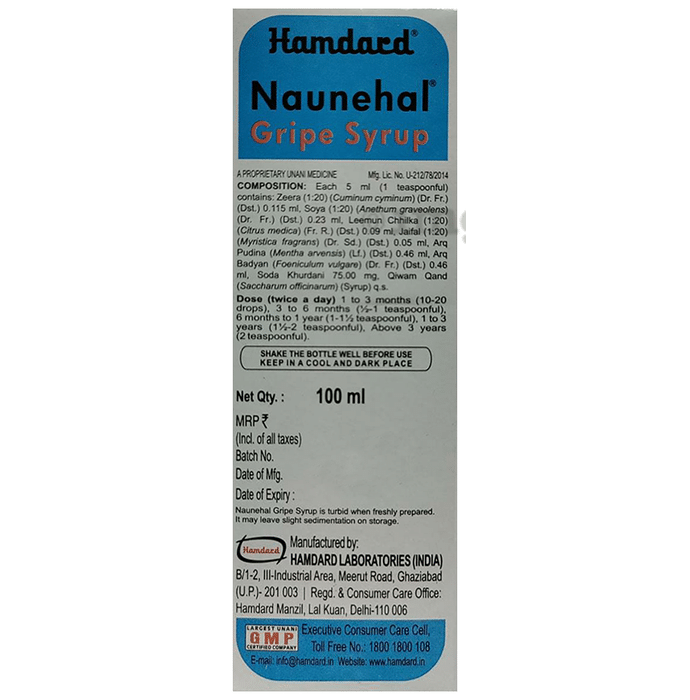 Hamdard®
Naunehal®
Gripe Syrup
A PROPRIETARY UNANI MEDICINE Mfg. Lic. No. U-212/78/2014
COMPOSITION: Each 5 ml (1 teaspoonful)
contains: Zeera (1:20) (Cuminum cyminum) (Dr. Fr.)
(Dst.) 0.115 ml, Soya (1:20) (Anethum graveolens)
(Dr. Fr.) (Dst.) 0.23 ml, Leemun Chhilka (1:20)
(Citrus medica) (Fr. R.) (Dst.) 0.09 ml, Jaifal (1:20)
(Myristica fragrans) (Dr. Sd.) (Dst.) 0.05 ml, Arq
Pudina (Mentha arvensis) (Lf.) (Dst.) 0.46 ml, Arq
Badyan (Foeniculum vulgare) (Dr. Fr.) (Dst.) 0.46
ml, Soda Khurdani 75.00 mg, Qiwam Qand
(Saccharum officinarum) (Syrup) q.s.
Dose (twice a day) 1 to 3 months (10-20
drops), 3 to 6 months (½-1 teaspoonful),
6 months to 1 year (1-1½ teaspoonful), 1 to 3
years (1½-2 teaspoonful), Above 3 years
(2 teaspoonful).
SHAKE THE BOTTLE WELL BEFORE USE
KEEP IN A COOL AND DARK PLACE
Net Qty. : 100 ml
MRP ₹
(Incl. of all taxes)
Batch No.
Date of Mfg.
Date of Expiry :
Naunehal Gripe Syrup is turbid when freshly prepared.
It may leave slight sedimentation on storage.
Hamdard
Manufactured by:
HAMDARD LABORATORIES (INDIA)
B/1-2, III-Industrial Area, Meerut Road, Ghaziabad
(U.P.)- 201 003 | Regd. & Consumer Care Office:
Hamdard Manzil, Lal Kuan, Delhi-110 006
LARGEST UNANI
GMP
CERTIFIED COMPANY
Executive Consumer Care Cell,
Toll Free No.: 1800 1800 108
E-mail: info@hamdard.in Website: www.hamdard.in